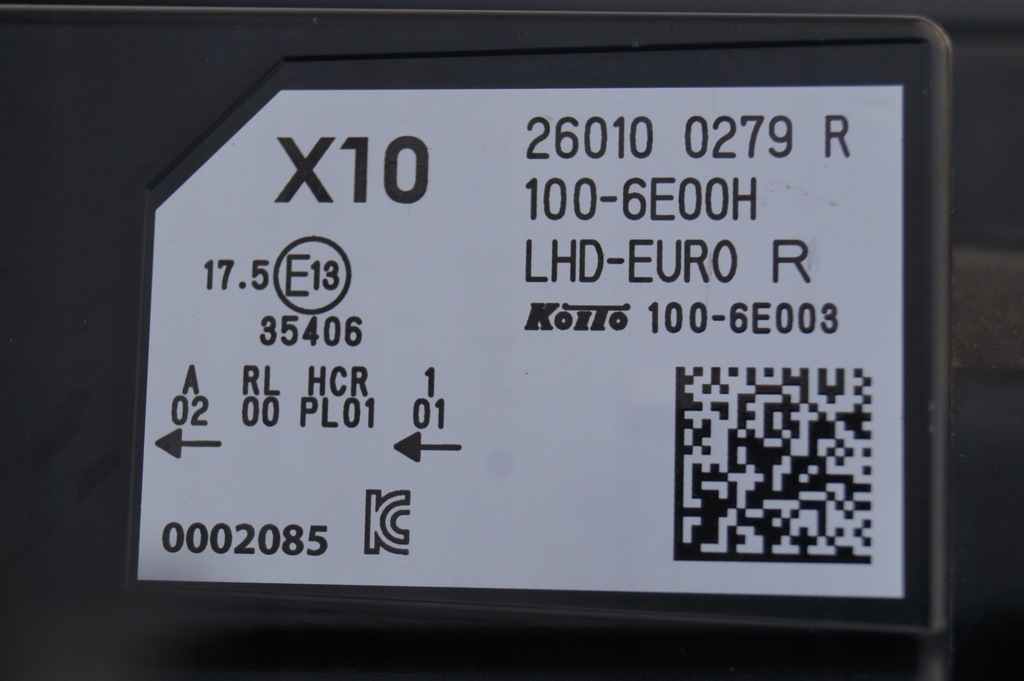 X10
26010 0279 R
100-6E00H
LHD-EURO R
KOITO 100-6E003
17.5 E13
35406
A RL HCR 1
02 00 PL01 01
0002085
KC